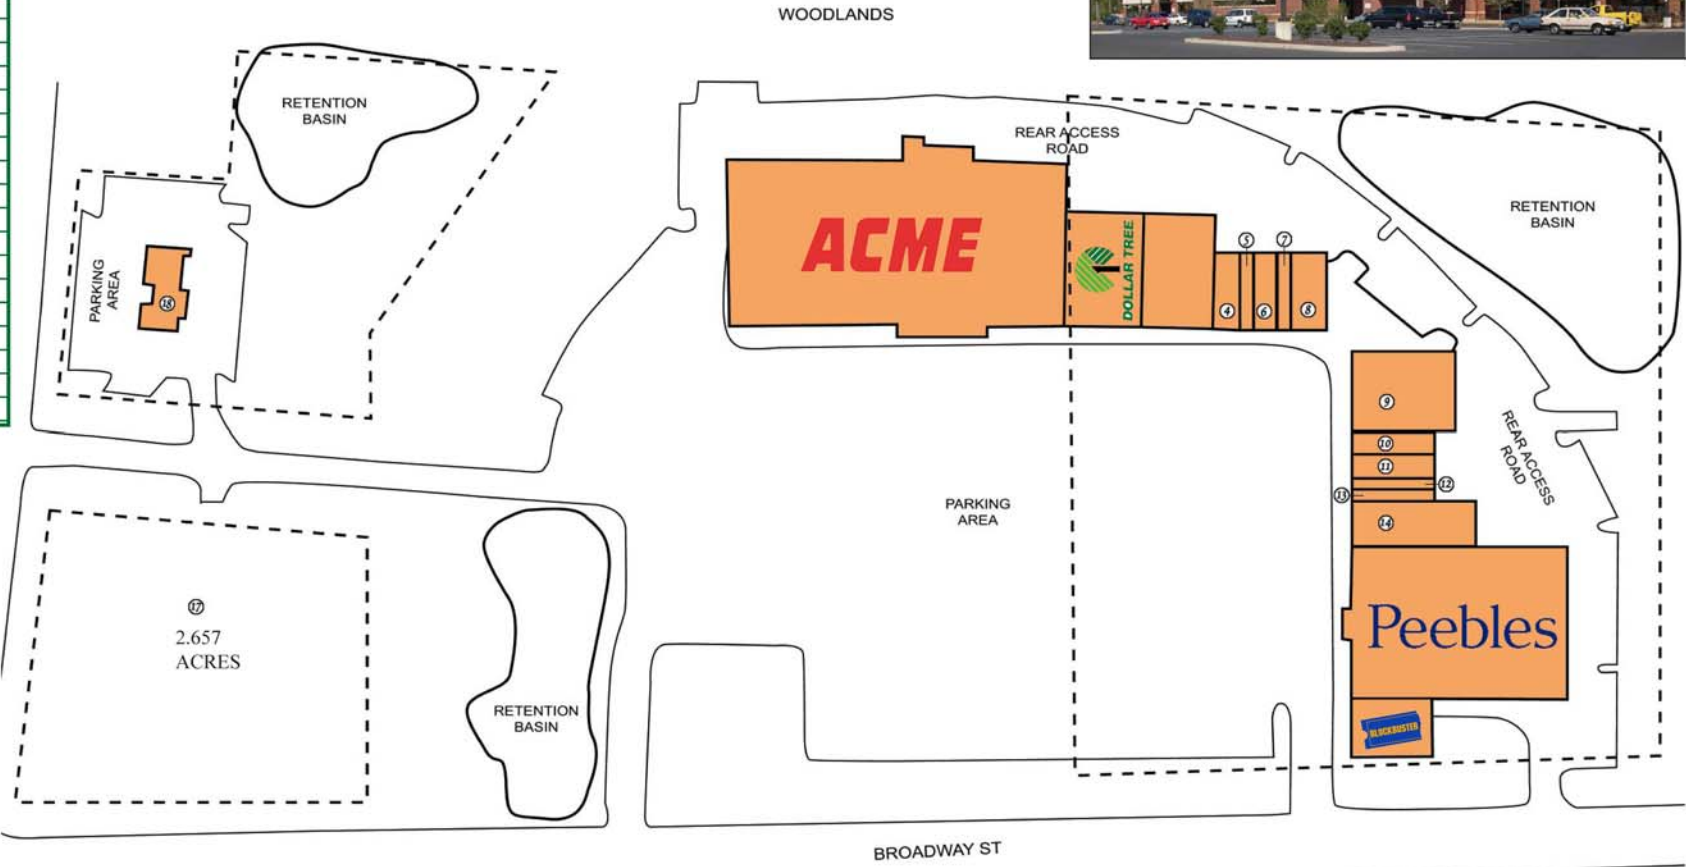 WOODLANDS
RETENTION
BASIN
REAR ACCESS
ROAD
RETENTION
BASIN
ACME
DOLLAR TREE
5
7
4
6
8
PARKING
AREA
18
9
10
11
12
13
14
REAR ACCESS
ROAD
PARKING
AREA
17
2.657
ACRES
Peebles
RETENTION
BASIN
BLOCKBUSTER
BROADWAY ST